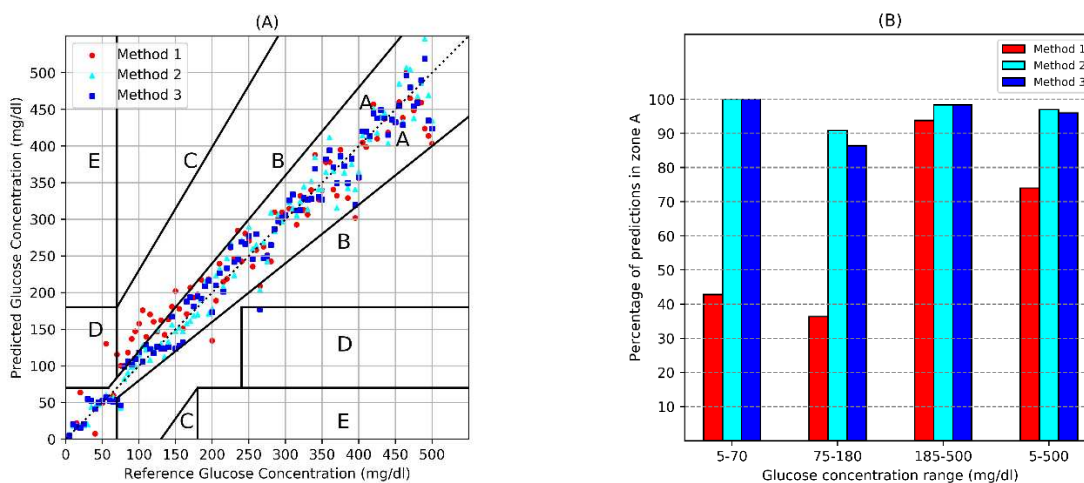 (A)
Predicted Glucose Concentration (mg/dl)
500
450
400
350
300
250
200
150
100
50
0
Method 1
Method 2
Method 3
E
C
B
A
A
B
D
D
C
E
0 50 100 150 200 250 300 350 400 450 500
Reference Glucose Concentration (mg/dl)
(B)
Percentage of predictions in zone A
100
90
80
70
60
50
40
30
20
10
Method 1
Method 2
Method 3
5-70 75-180 185-500 5-500
Glucose concentration range (mg/dl)